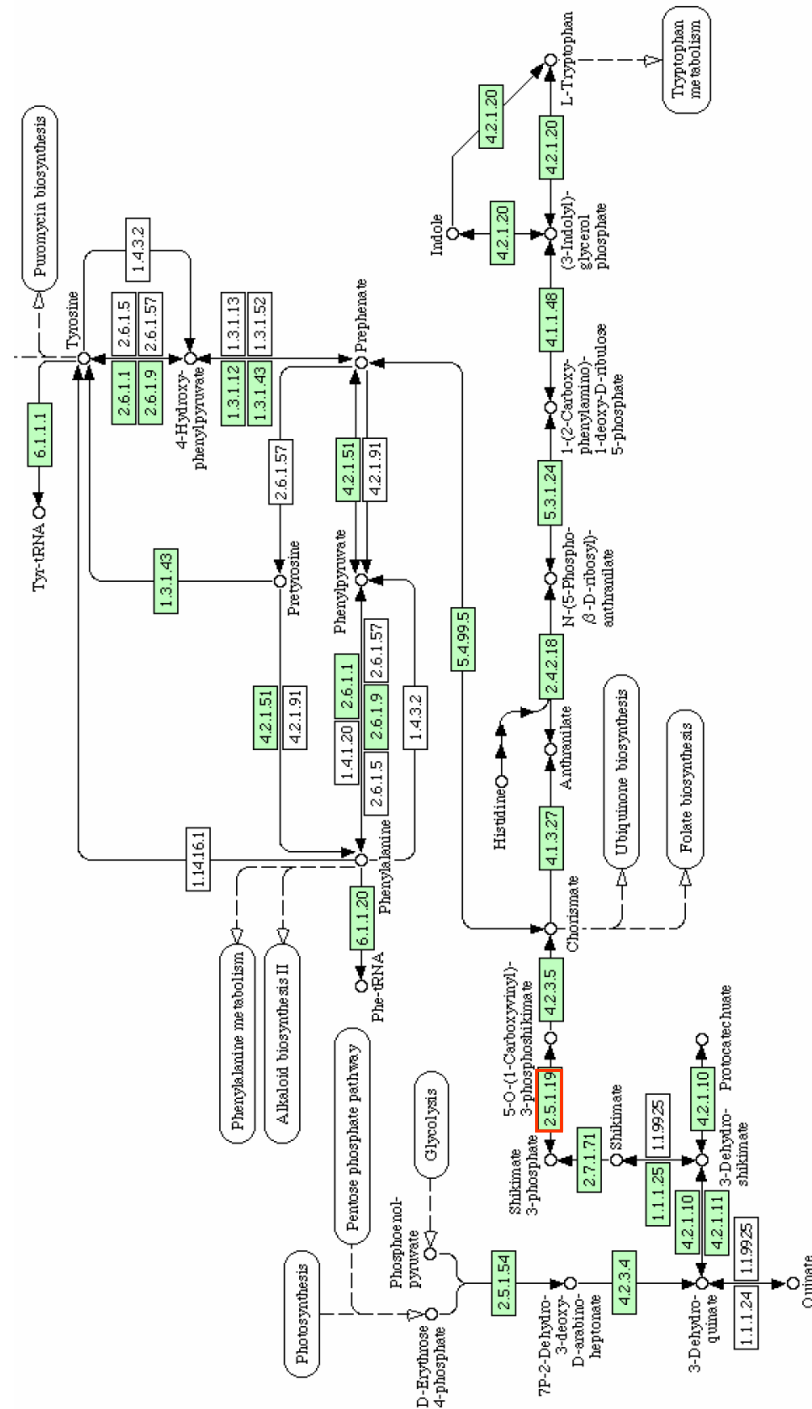 Photosynthesis
Pentose phosphate pathway
Glycolysis
Phenylalanine metabolism
Alkaloid biosynthesis II
Puromycin biosynthesis
Tyr-tRNA
6.1.1.1
Tyrosine
1.4.3.2
1.14.16.1
2.6.1.1
2.6.1.5
2.6.1.9
2.6.1.57
1.3.1.43
4-Hydroxy-
phenylpyruvate
1.3.1.12
1.3.1.13
1.3.1.43
1.3.1.52
4.2.1.51
4.2.1.91
Pretyrosine
2.6.1.57
Prephenate
Phe-tRNA
6.1.1.20
Phenylalanine
1.4.1.20
2.6.1.1
2.6.1.5
2.6.1.9
2.6.1.57
1.4.3.2
Phenylpyruvate
4.2.1.51
4.2.1.91
5.4.99.5
D-Erythrose
4-phosphate
Phosphoenol-
pyruvate
2.5.1.54
7P-2-Dehydro-
3-deoxy-
D-arabino-
heptonate
4.2.3.4
3-Dehydro-
quinate
1.1.1.24
1.1.99.25
Quinate
4.2.1.10
4.2.1.11
3-Dehydro-
shikimate
4.2.1.10
Protocatechuate
1.1.1.25
1.1.99.25
Shikimate
2.7.1.71
Shikimate
3-phosphate
2.5.1.19
5-O-(1-Carboxyvinyl)-
3-phosphoshikimate
4.2.3.5
Chorismate
Histidine
4.1.3.27
Anthranilate
2.4.2.18
N-(5-Phospho-
β-D-ribosyl)-
anthranilate
5.3.1.24
1-(2-Carboxy-
phenylamino)-
1-deoxy-D-ribulose
5-phosphate
4.1.1.48
(3-Indolyl)-
glycerol
phosphate
Indole
4.2.1.20
4.2.1.20
4.2.1.20
L-Tryptophan
Tryptophan
metabolism
Ubiquinone biosynthesis
Folate biosynthesis